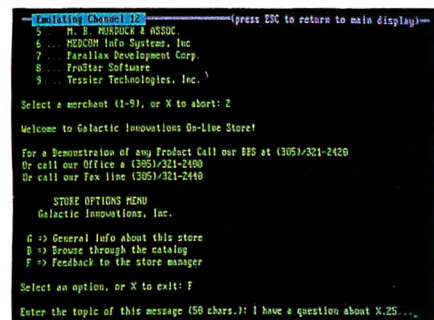 Emulating Channel 12 (press ESC to return to main display)
5 ... M. B. MURDOCK & ASSOC.
6 ... MEDCOM Info Systems, Inc
7 ... Parallax Development Corp.
8 ... ProStar Software
9 ... Tessier Technologies, Inc.
Select a merchant (1-9), or X to abort: 2
Welcome to Galactic Innovations On-Line Store!
For a Demonstraion of any Product Call our BBS at (305)/321-2420
Or call our Office a (305)/321-2400
Or call our Fax line (305)/321-2440
STORE OPTIONS MENU
Galactic Innovations, Inc.
G => General Info about this store
B => Browse through the catalog
F => Feedback to the store manager
Select an option, or X to exit: F
Enter the topic of this message (50 chars.): I have a question about X.25..._